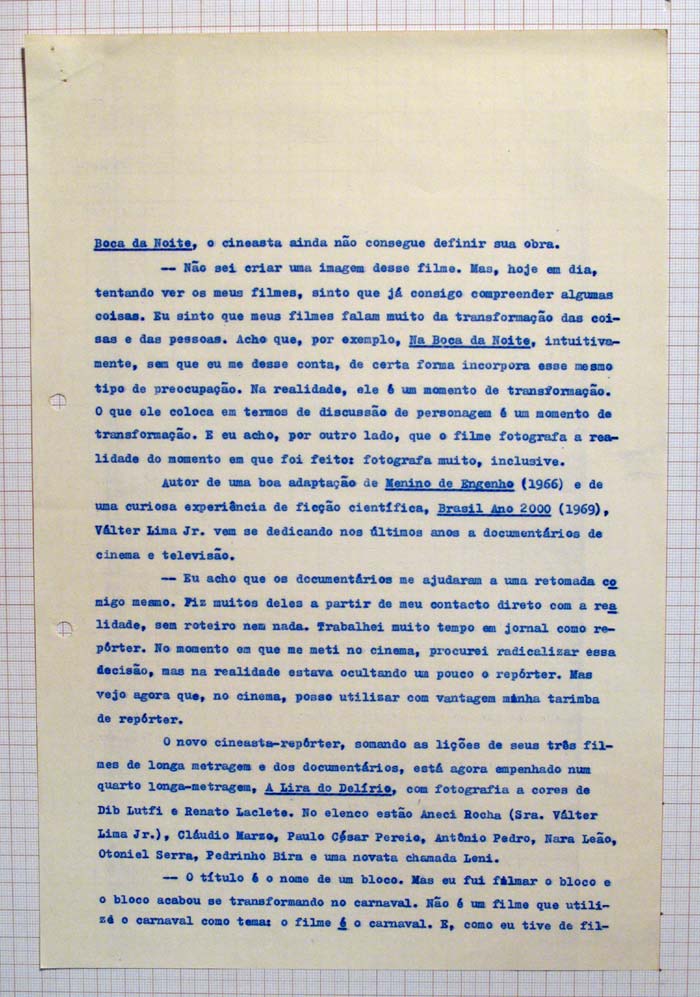 Boca da Noite, o cineasta ainda não consegue definir sua obra.
-- Não sei criar uma imagem desse filme. Mas, hoje em dia,
tentando ver os meus filmes, sinto que já consigo compreender algumas
coisas. Eu sinto que meus filmes falam muito da transformação das coi-
sas e das pessoas. Acho que, por exemplo, Na Boca da Noite, intuitiva-
mente, sem que eu me desse conta, de certa forma incorpora esse mesmo
tipo de preocupação. Na realidade, ele é um momento de transformação.
O que ele coloca em termos de discussão de personagem é um momento de
transformação. E eu acho, por outro lado, que o filme fotografa a rea-
lidade do momento em que foi feito: fotografa muito, inclusive.
Autor de uma boa adaptação de Menino de Engenho (1966) e de
uma curiosa experiência de ficção científica, Brasil Ano 2000 (1969),
Válter Lima Jr. vem se dedicando nos últimos anos a documentários de
cinema e televisão.
-- Eu acho que os documentários me ajudaram a uma retomada co
migo mesmo. Fiz muitos deles a partir de meu contacto direto com a rea
lidade, sem roteiro nem nada. Trabalhei muito tempo em jornal como re-
pórter. No momento em que me meti no cinema, procurei radicalizar essa
decisão, mas na realidade estava ocultando um pouco o repórter. Mas
vejo agora que, no cinema, posso utilizar com vantagem minha tarimba
de repórter.
O novo cineasta-repórter, somando as lições de seus três fil-
mes de longa metragem e dos documentários, está agora empenhado num
quarto longa-metragem, A Lira do Delírio, com fotografia a cores de
Dib Lutfi e Renato Laclete. No elenco estão Aneci Rocha (Sra. Válter
Lima Jr.), Cláudio Marzo, Paulo César Pereio, Antônio Pedro, Nara Leão,
Otoniel Serra, Pedrinho Bira e uma novata chamada Leni.
-- O título é o nome de um bloco. Mas eu fui filmar o bloco e
o bloco acabou se transformando no carnaval. Não é um filme que utili-
zé o carnaval como tema: o filme é o carnaval. E, como eu tive de fil-